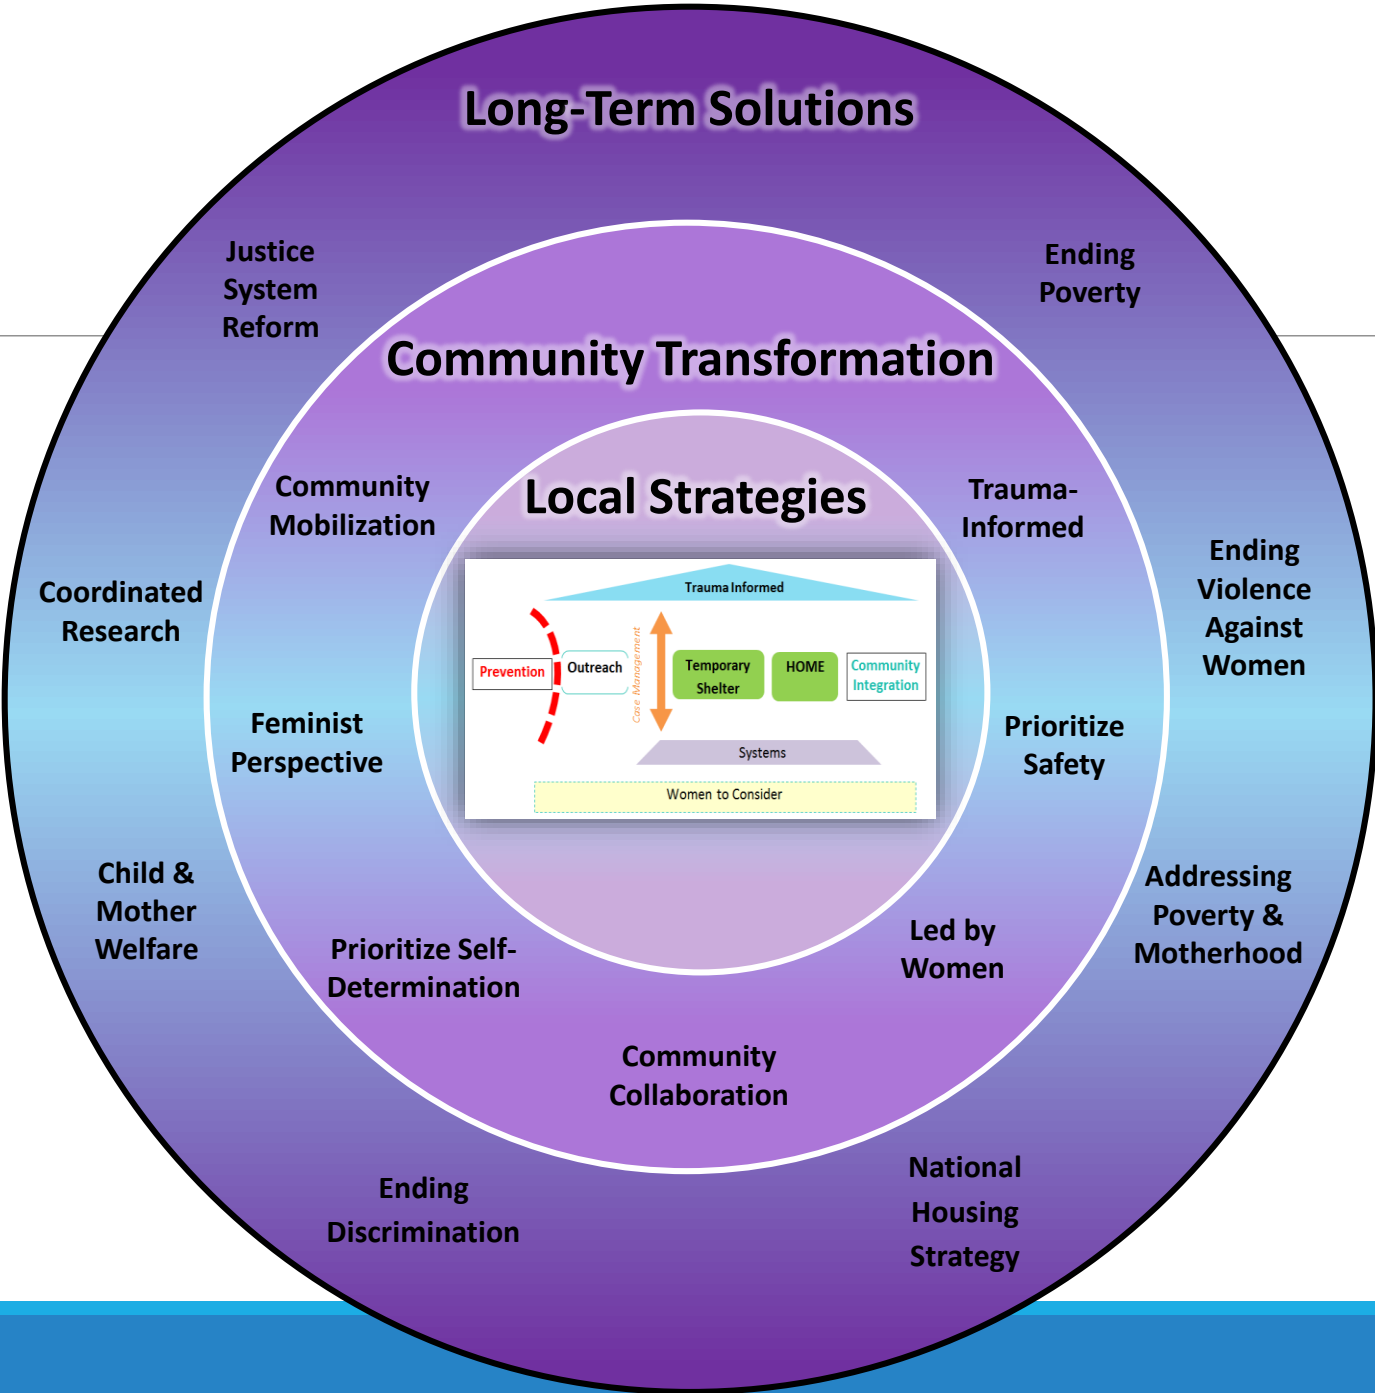 Long-Term Solutions
Justice
System
Reform
Ending
Poverty
Community Transformation
Community
Mobilization
Local Strategies
Trauma-
Informed
Coordinated
Research
Ending
Violence
Against
Women
Trauma Informed
Prevention
Outreach
Case Management
Temporary
Shelter
HOME
Community
Integration
Systems
Women to Consider
Feminist
Perspective
Prioritize
Safety
Child &
Mother
Welfare
Addressing
Poverty &
Motherhood
Prioritize Self-
Determination
Led by
Women
Community
Collaboration
Ending
Discrimination
National
Housing
Strategy